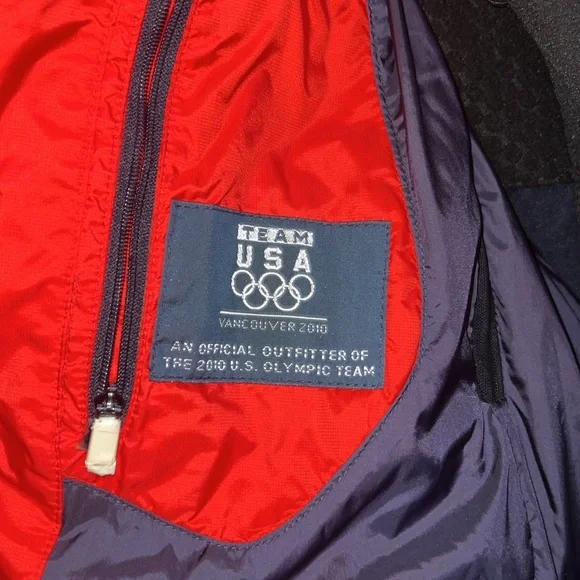 TEAM
USA
VANCOUVER 2010
AN OFFICIAL OUTFITTER OF
THE 2010 U.S. OLYMPIC TEAM